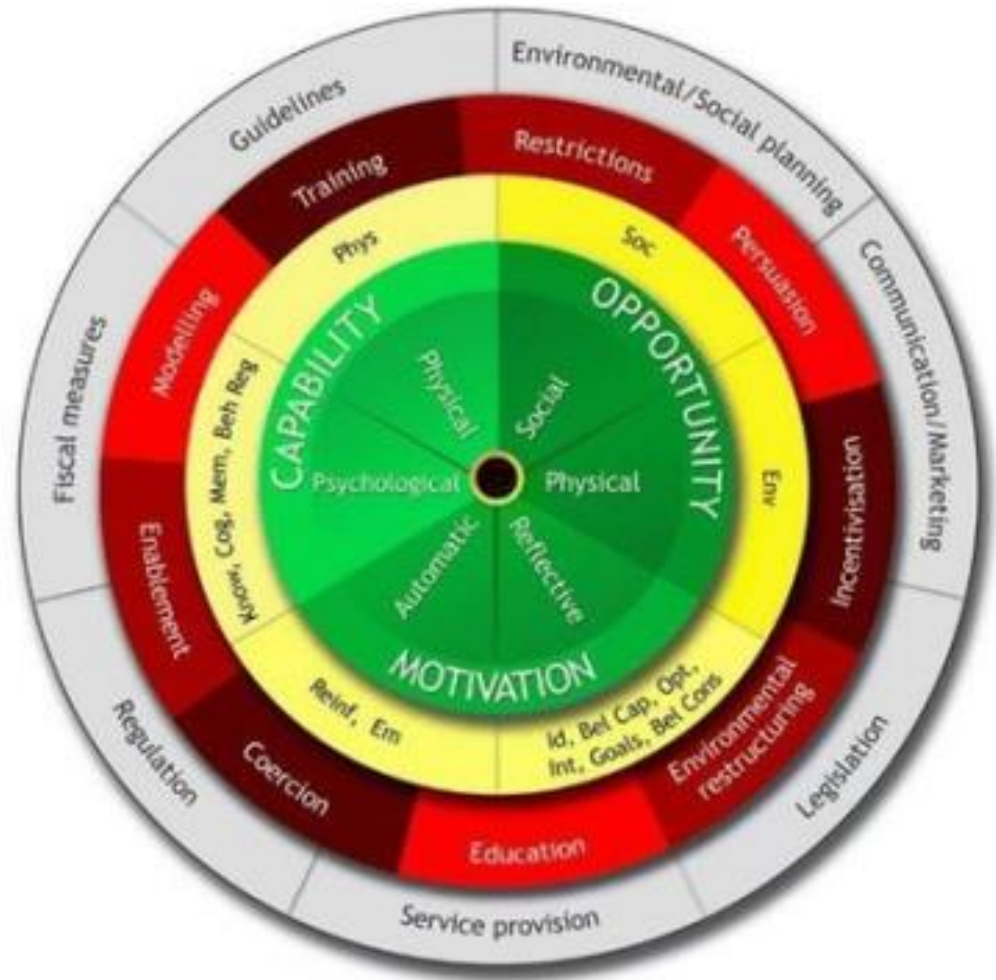 Environmental/Social planning
Communication/Marketing
Legislation
Service provision
Regulation
Fiscal measures
Guidelines
Restrictions
Persuasion
Incentivisation
Environmental
restructuring
Education
Coercion
Enablement
Modelling
Training
Soc
Env
Id, Bel Cap, Opt,
Int, Goals, Bel Cons
Reinf, Em
Know, Cog, Mem, Beh Reg
Phys
OPPORTUNITY
MOTIVATION
CAPABILITY
Social
Physical
Reflective
Automatic
Psychological
Physical